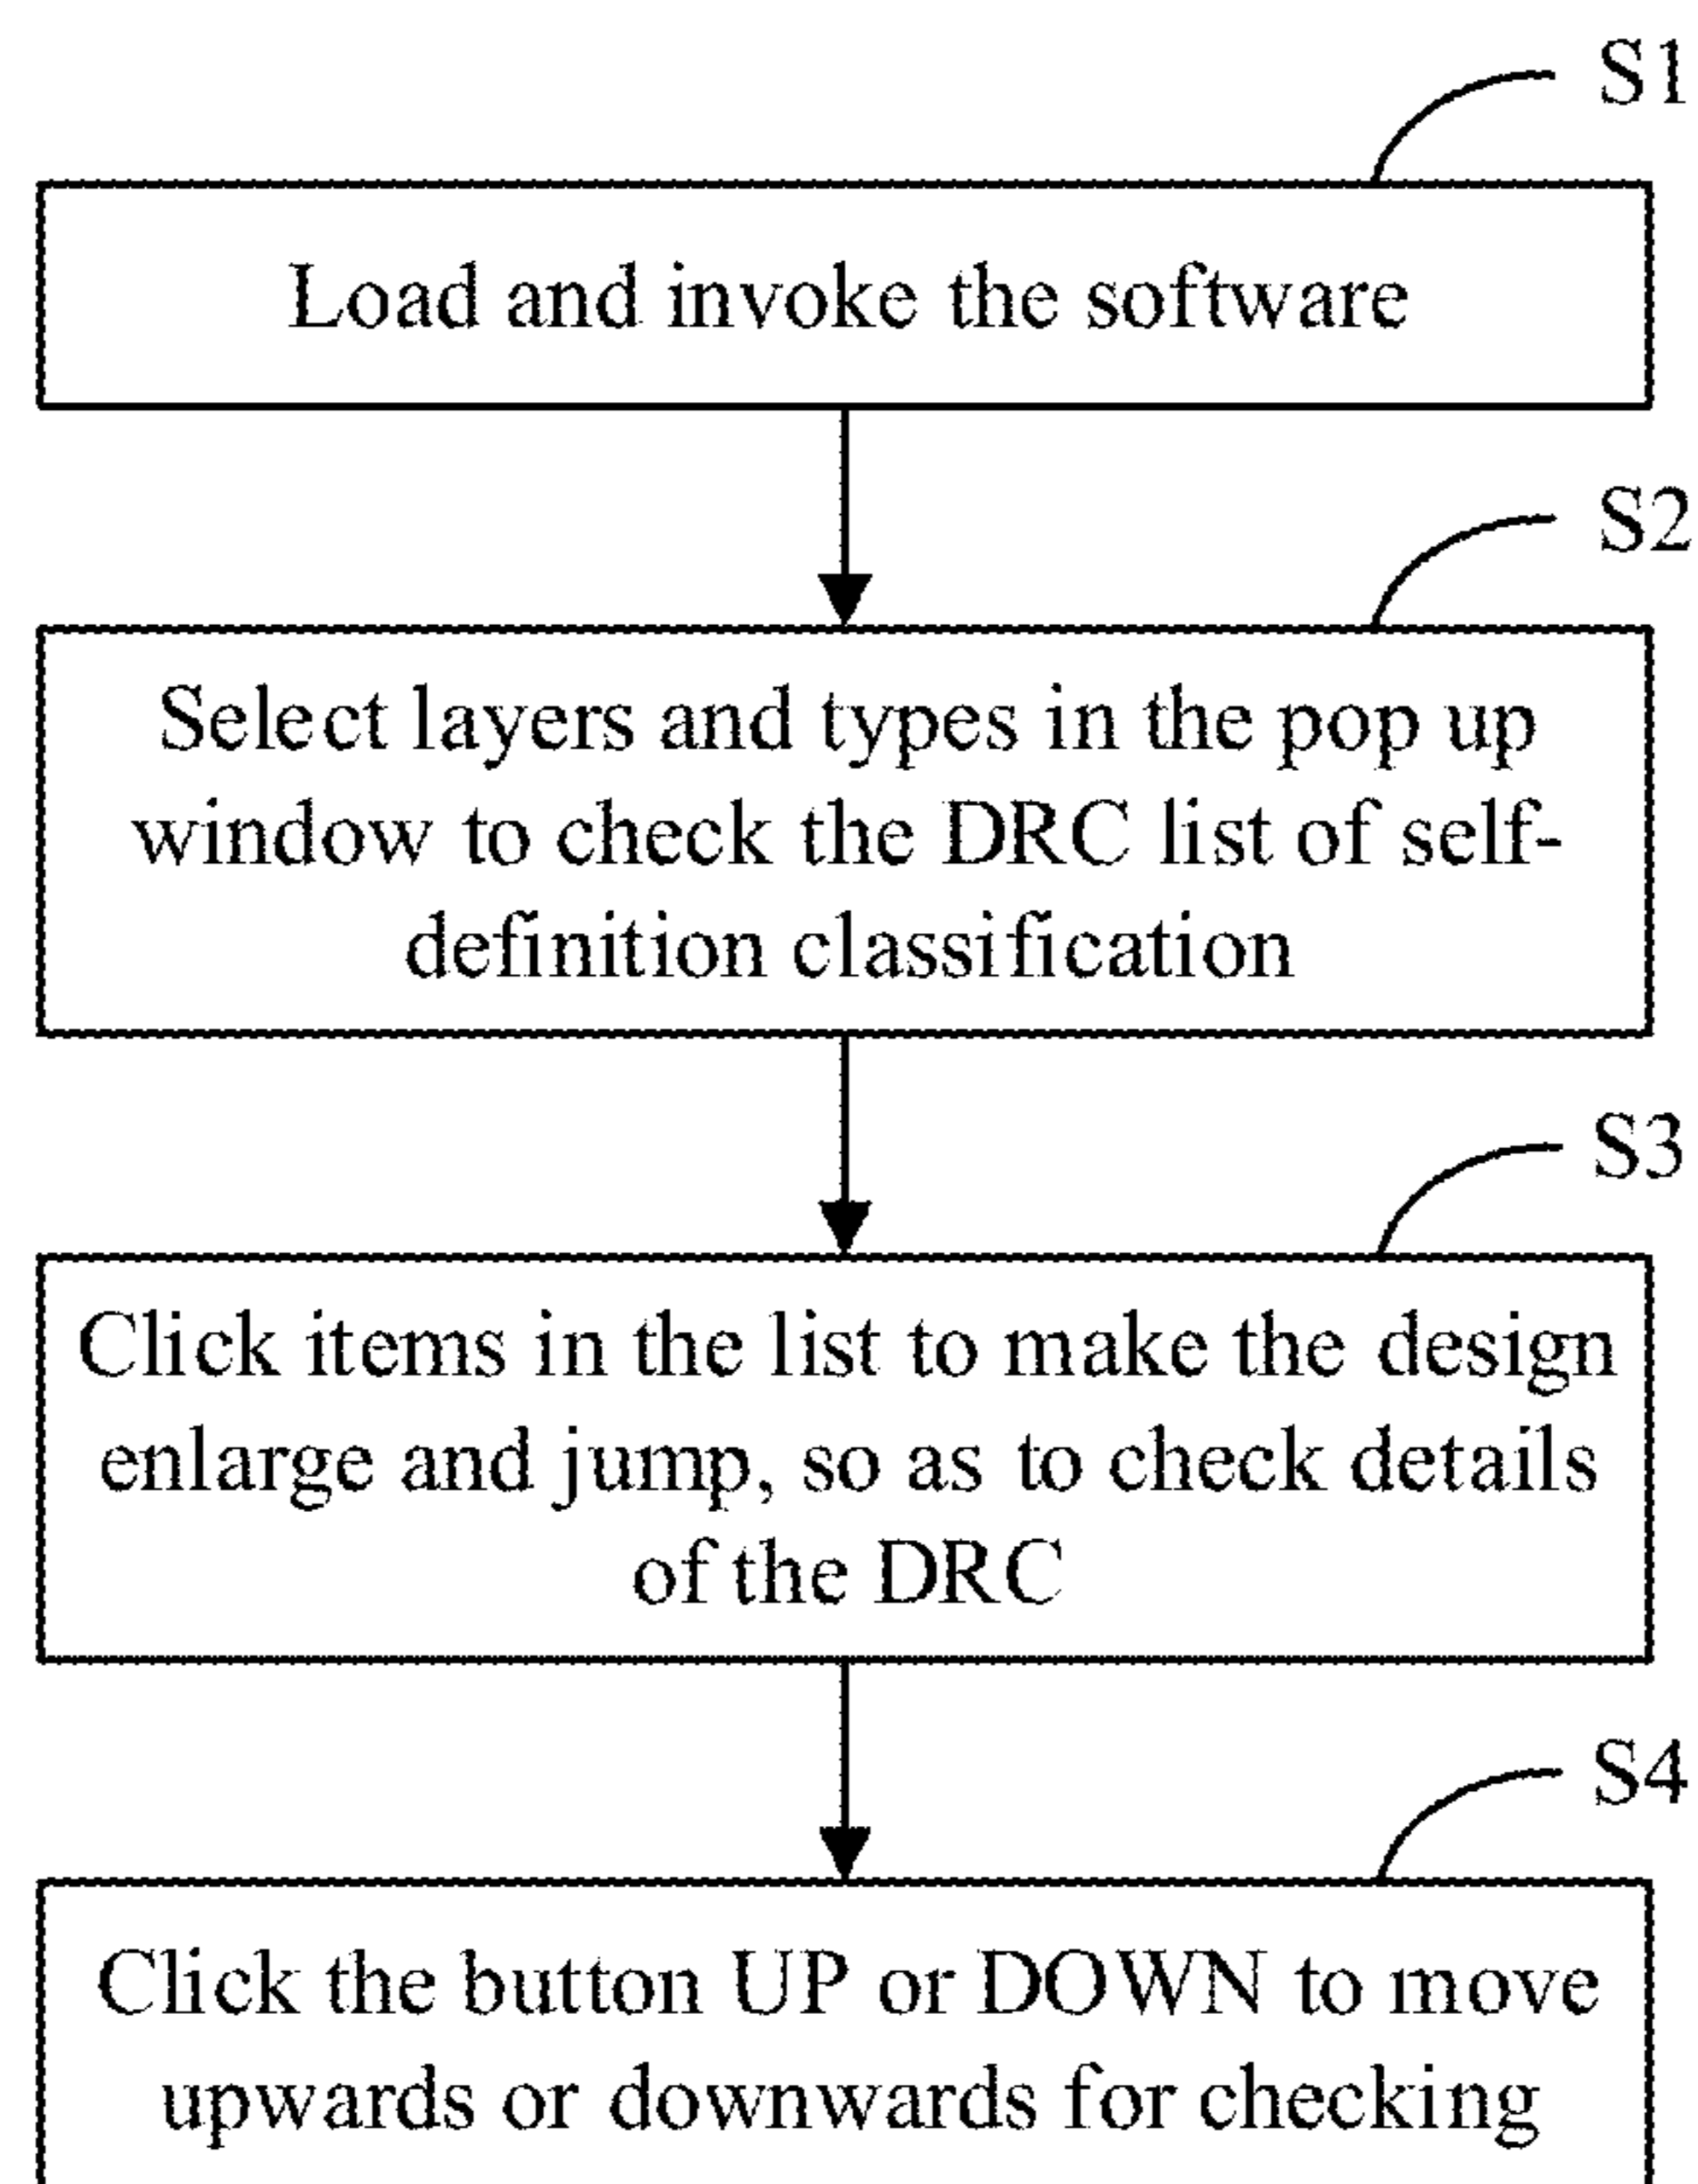 S1
Load and invoke the software
S2
Select layers and types in the pop up
window to check the DRC list of self-
definition classification
S3
Click items in the list to make the design
enlarge and jump, so as to check details
of the DRC
S4
Click the button UP or DOWN to move
upwards or downwards for checking